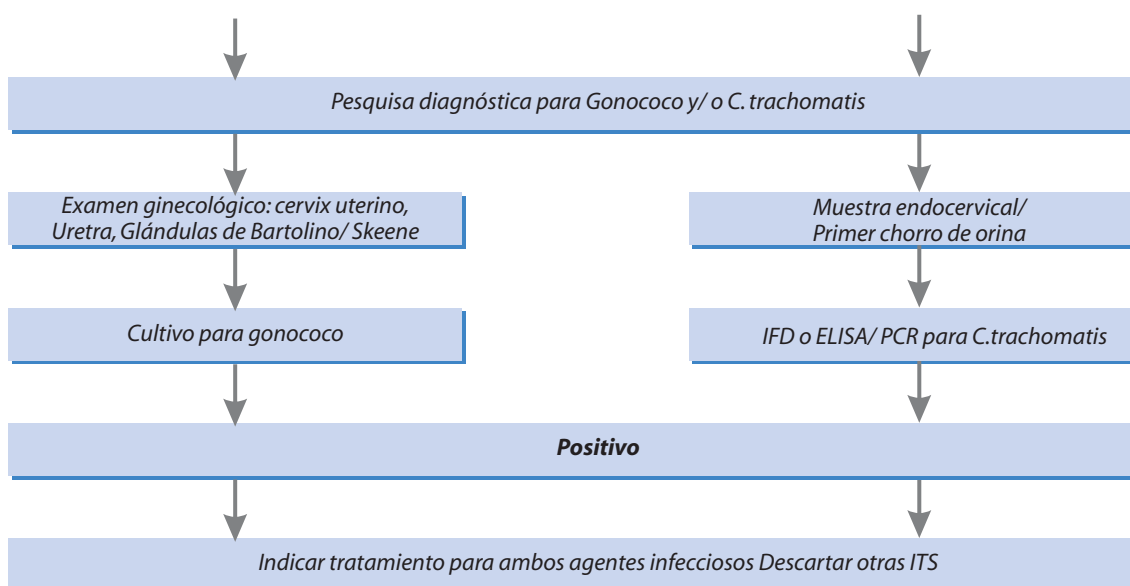 Pesquisa diagnóstica para Gonococo y/ o C. trachomatis
Examen ginecológico: cervix uterino,
Uretra, Glándulas de Bartolino/ Skeene
Muestra endocervical/
Primer chorro de orina
Cultivo para gonococo
IFD o ELISA/ PCR para C.trachomatis
Positivo
Indicar tratamiento para ambos agentes infecciosos Descartar otras ITS